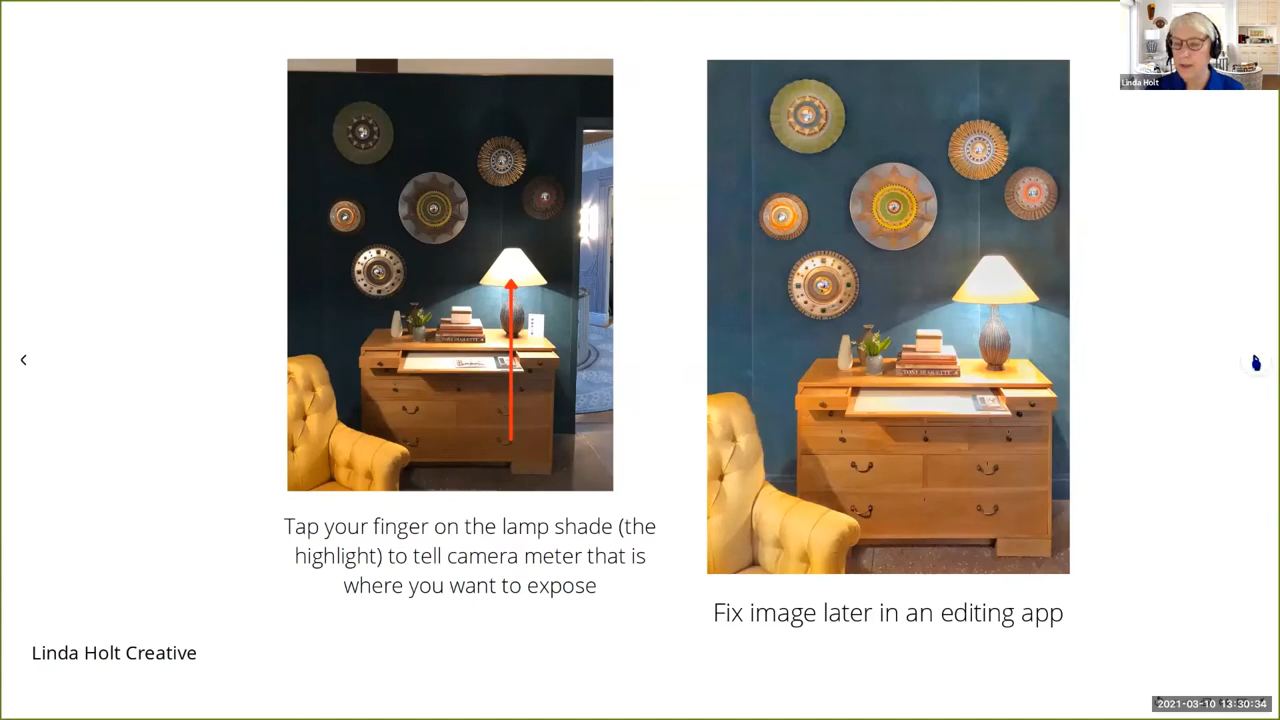 Linda Holt
TONY DUQUETTE
Tap your finger on the lamp shade (the
highlight) to tell camera meter that is
where you want to expose
Fix image later in an editing app
Linda Holt Creative
2021-03-10 13:30:34